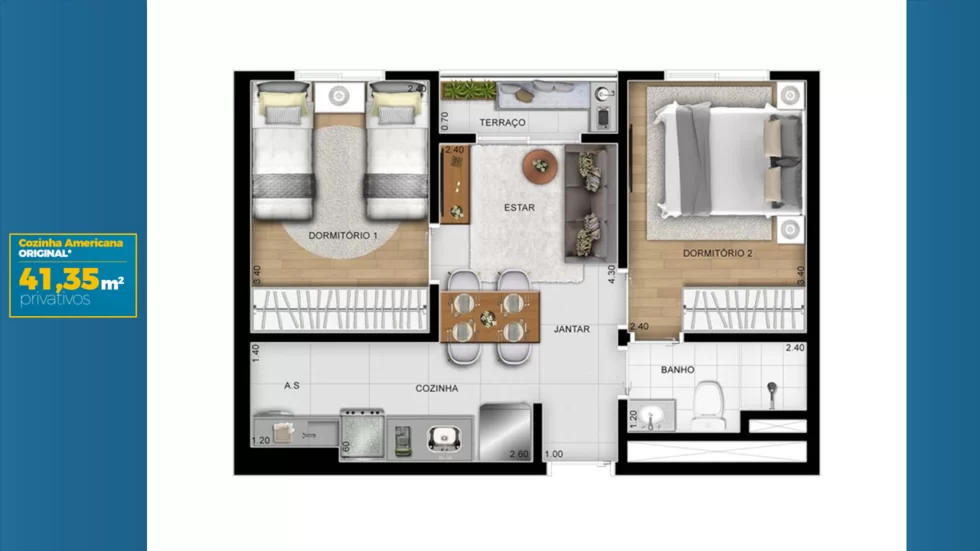 Cozinha Americana
ORIGINAL*
41,35 m²
privativos
2.40
TERRAÇO
0.70
2.40
ESTAR
DORMITÓRIO 1
DORMITÓRIO 2
3.40
4.30
3.40
JANTAR
2.40
1.40
2.40
BANHO
A.S
COZINHA
1.20
1.20
.60
2.60
1.00